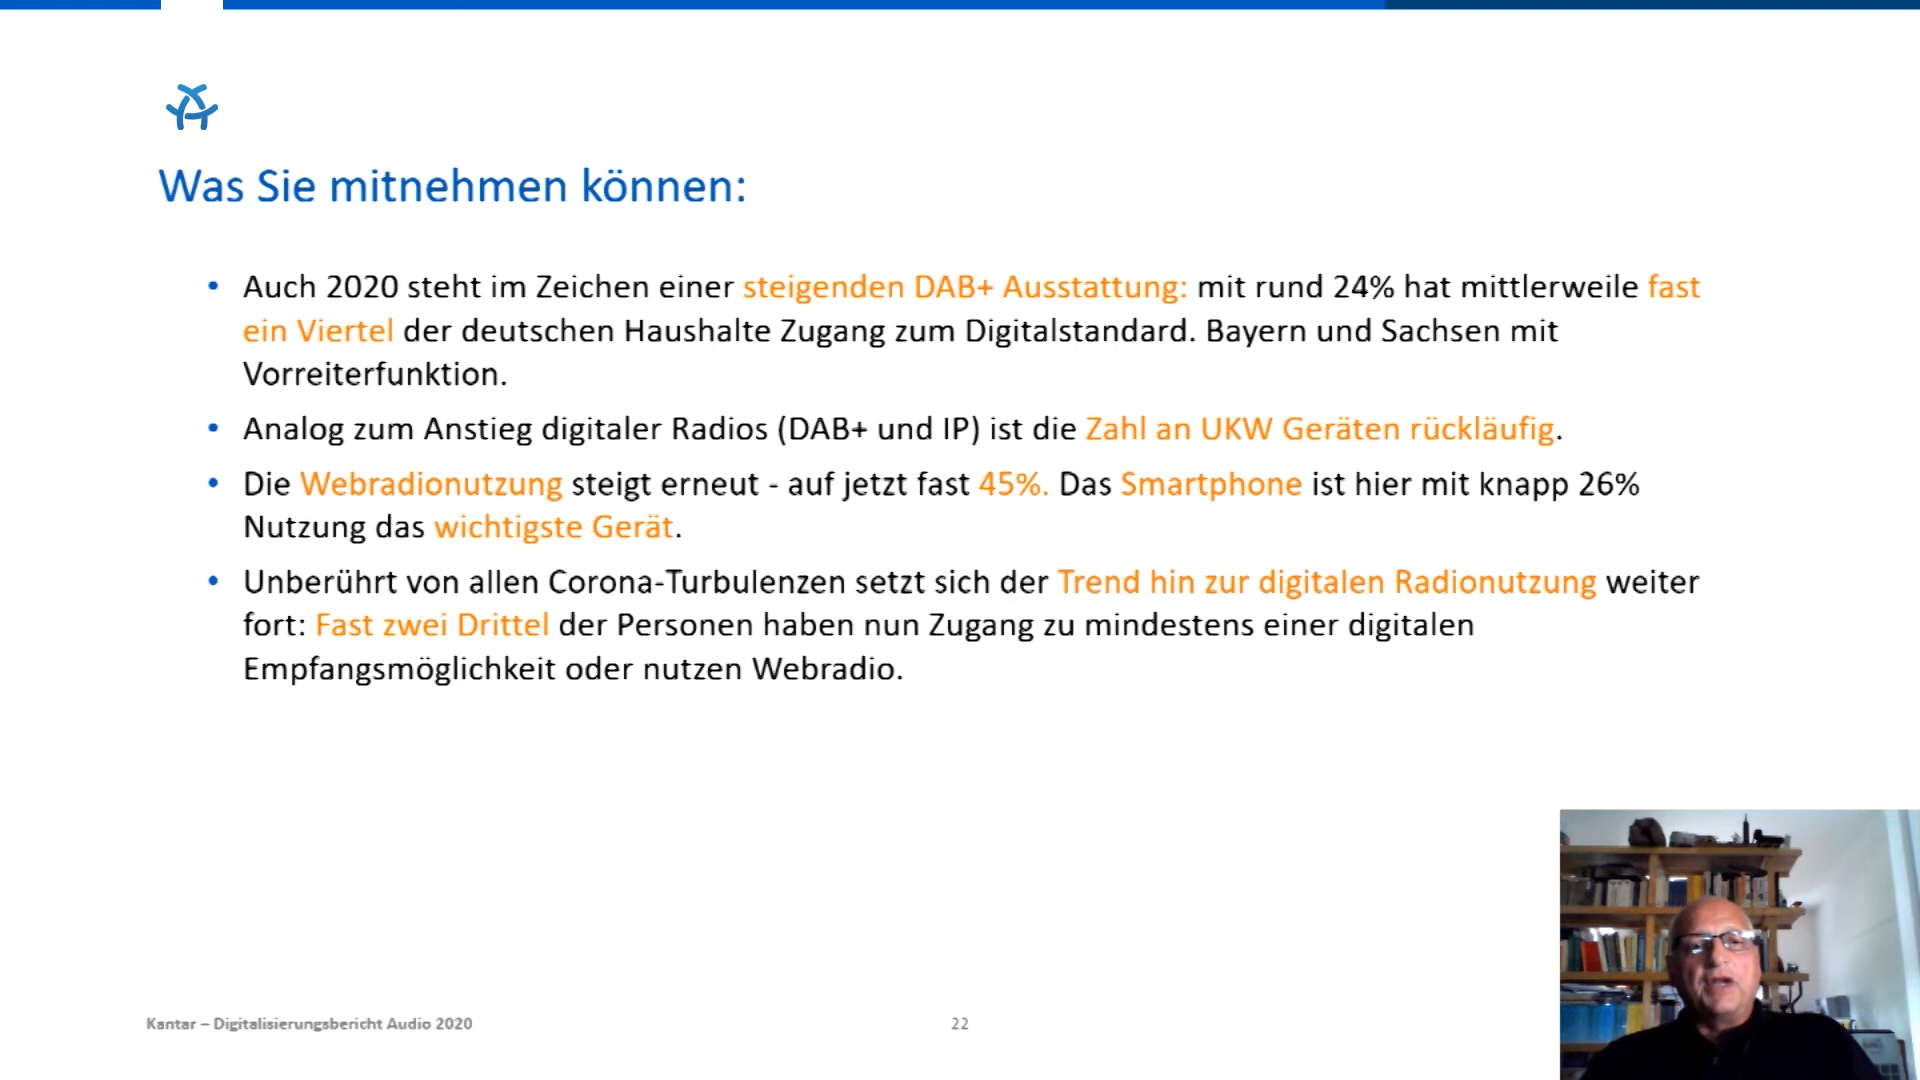 Was Sie mitnehmen können:
• Auch 2020 steht im Zeichen einer steigenden DAB+ Ausstattung: mit rund 24% hat mittlerweile fast
ein Viertel der deutschen Haushalte Zugang zum Digitalstandard. Bayern und Sachsen mit
Vorreiterfunktion.
• Analog zum Anstieg digitaler Radios (DAB+ und IP) ist die Zahl an UKW Geräten rückläufig.
• Die Webradionutzung steigt erneut - auf jetzt fast 45%. Das Smartphone ist hier mit knapp 26%
Nutzung das wichtigste Gerät.
• Unberührt von allen Corona-Turbulenzen setzt sich der Trend hin zur digitalen Radionutzung weiter
fort: Fast zwei Drittel der Personen haben nun Zugang zu mindestens einer digitalen
Empfangsmöglichkeit oder nutzen Webradio.
Kantar – Digitalisierungsbericht Audio 2020
22